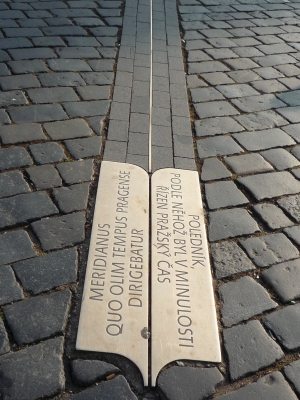 MERIDIANUS
QUO OLIM TEMPUS PRAGENSE
DIRIGEBATUR
POLEDNÍK
PODLE NĚHOŽ BYL V MINULOSTI
ŘÍZEN PRAŽSKÝ ČAS